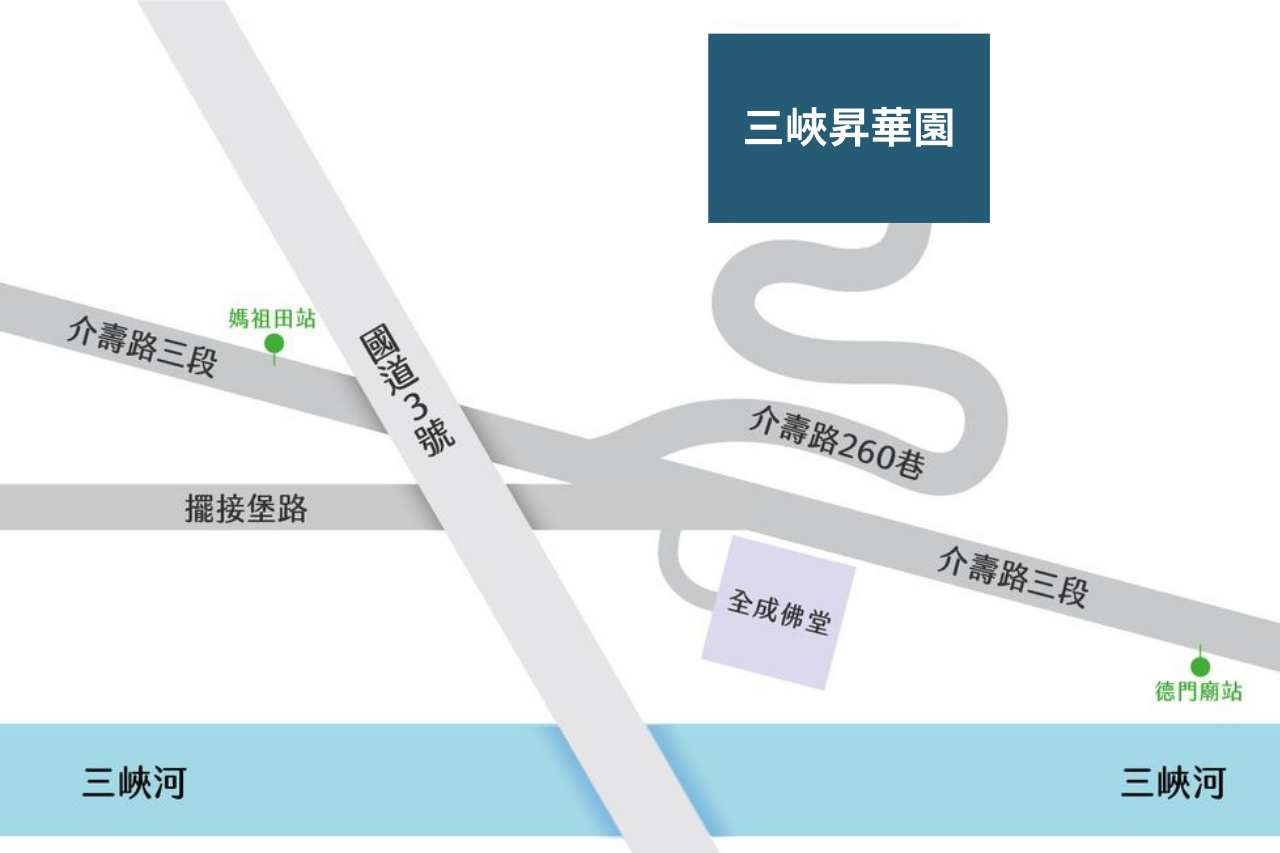 三峽昇華園
媽祖田站
介壽路三段
國道3號
介壽路260巷
擺接堡路
介壽路三段
全成佛堂
德門廟站
三峽河
三峽河